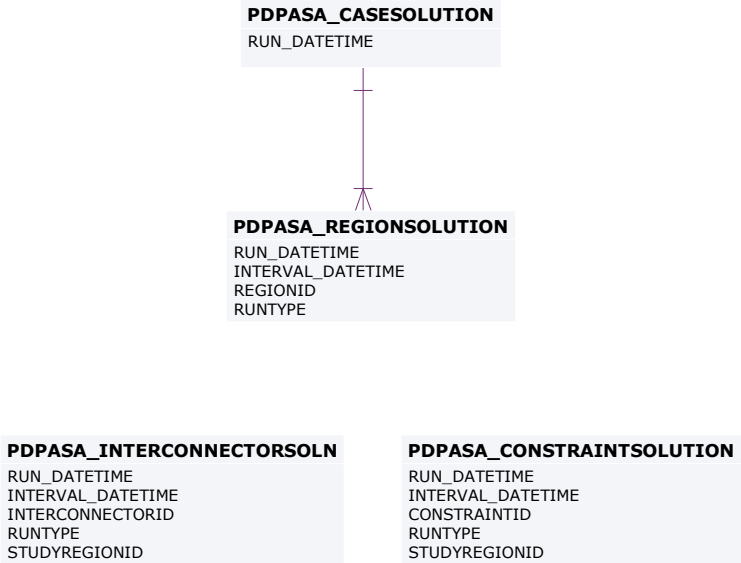 PDPASA_CASESOLUTION
RUN_DATETIME
PDPASA_REGIONSOLUTION
RUN_DATETIME
INTERVAL_DATETIME
REGIONID
RUNTYPE
PDPASA_INTERCONNECTORSOLN
RUN_DATETIME
INTERVAL_DATETIME
INTERCONNECTORID
RUNTYPE
STUDYREGIONID
PDPASA_CONSTRAINTSOLUTION
RUN_DATETIME
INTERVAL_DATETIME
CONSTRAINTID
RUNTYPE
STUDYREGIONID